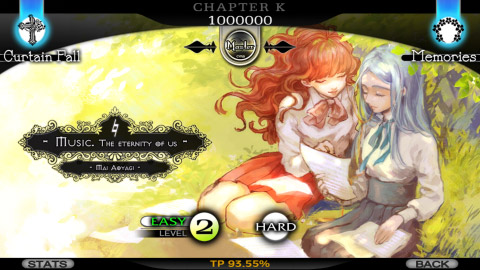 CHAPTER K
1000000
Master
Curtain Fall
Memories
- Music. The eternity of us -
- Mai Aoyagi -
EASY
LEVEL
2
HARD
STATS
TP 93.55%
BACK